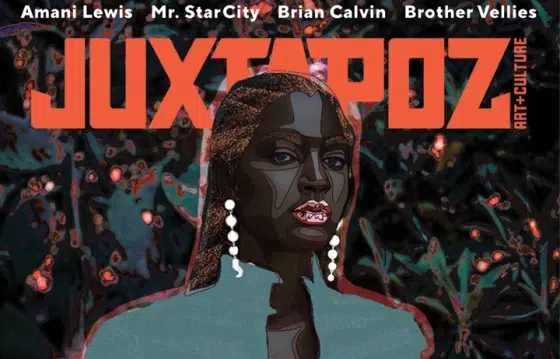 Amani Lewis Mr. StarCity Brian Calvin Brother Vellies
JUXTAPOZ
ART+CULTURE